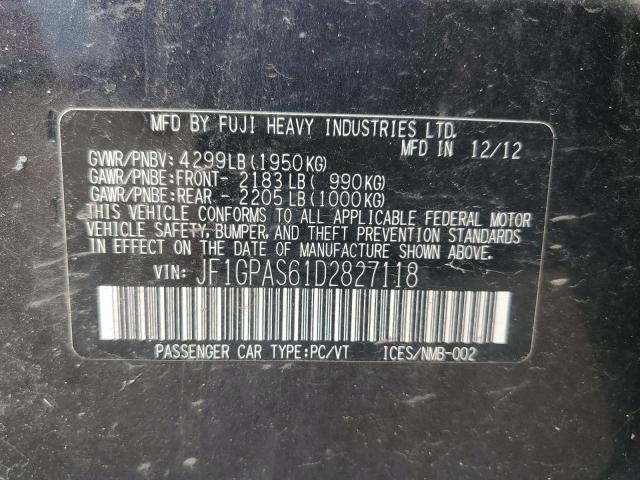 MFD BY FUJI HEAVY INDUSTRIES LTD.
MFD IN 12/12
GVWR/PNBV: 4299LB(1950KG)
GAWR/PNBE:FRONT- 2183LB( 990KG)
GAWR/PNBE:REAR - 2205LB(1000KG)
THIS VEHICLE CONFORMS TO ALL APPLICABLE FEDERAL MOTOR
VEHICLE SAFETY, BUMPER, AND THEFT PREVENTION STANDARDS
IN EFFECT ON THE DATE OF MANUFACTURE SHOWN ABOVE.
VIN: JF1GPAS61D2827118
PASSENGER CAR TYPE:PC/VT ICES/NMB-002